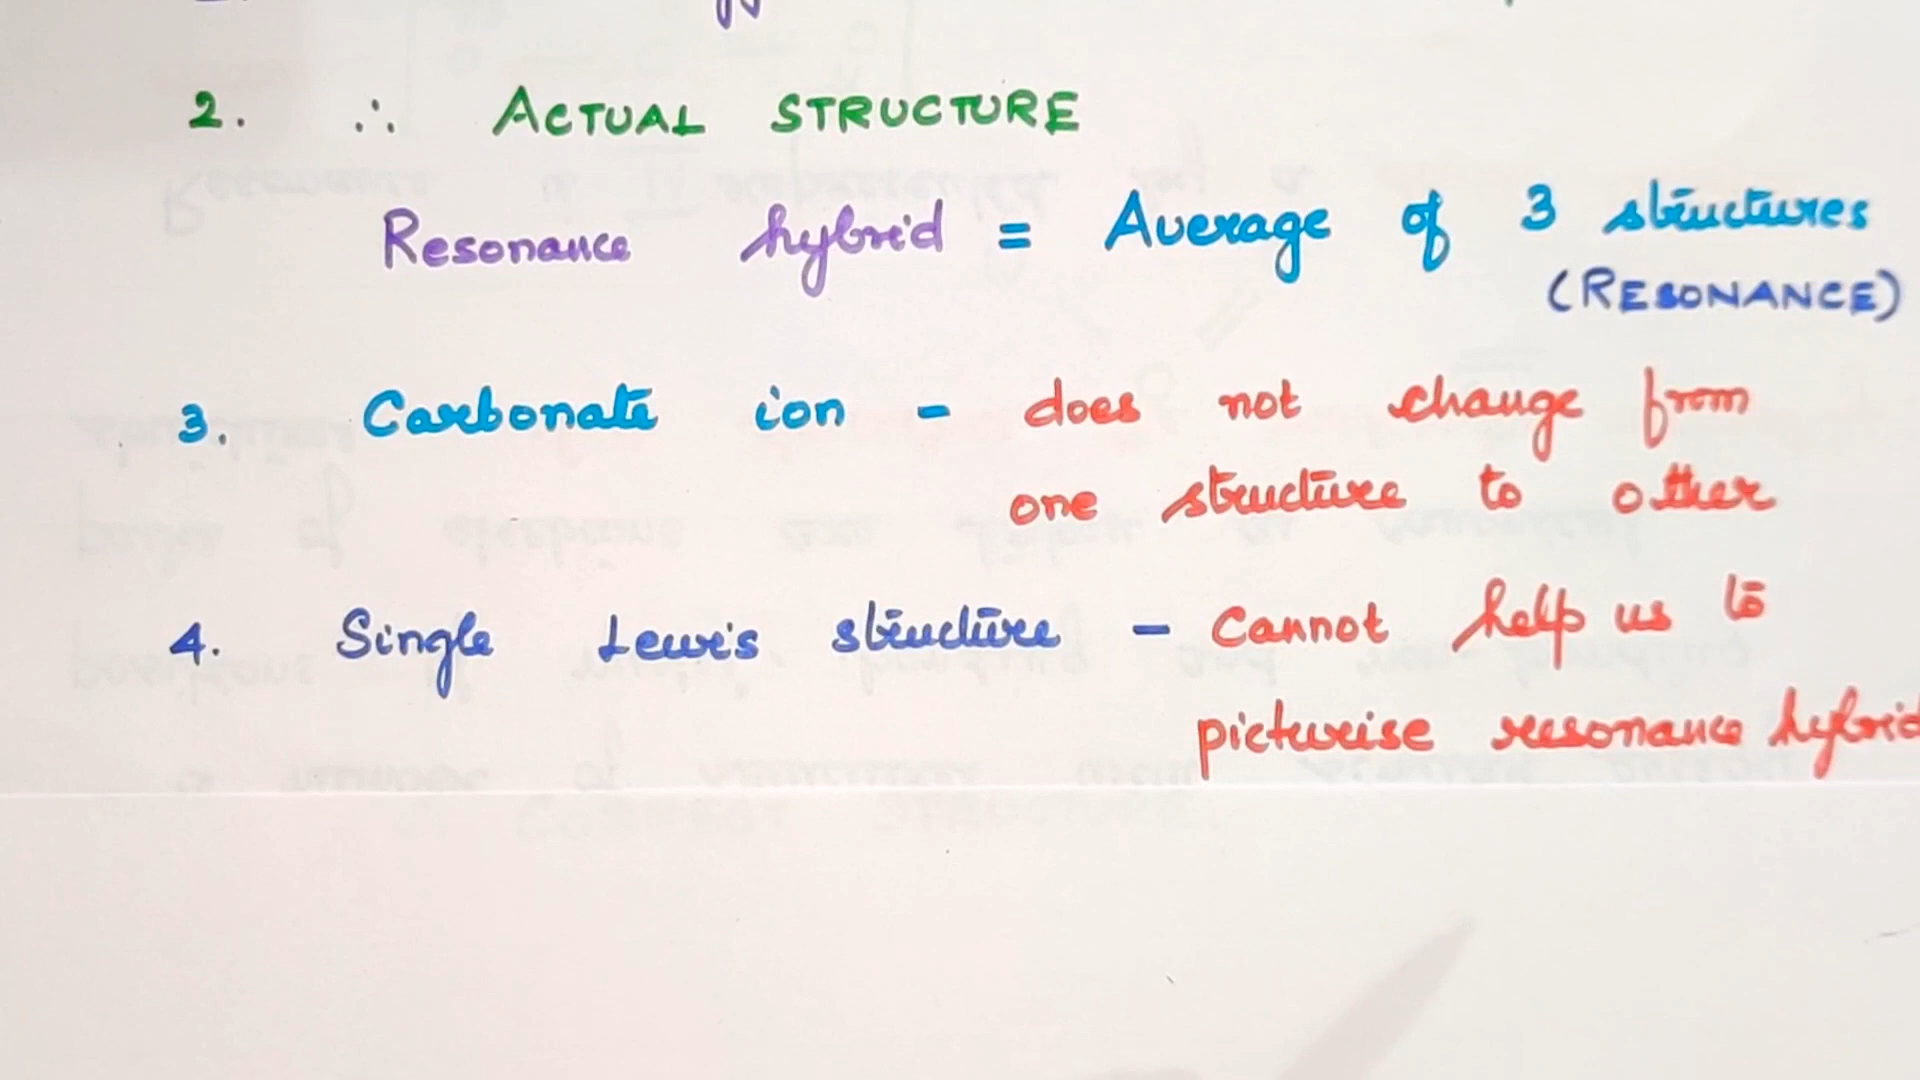 2. ∴ ACTUAL STRUCTURE
Resonance hybrid = Average of 3 structures
(RESONANCE)
3. Carbonate ion - does not change from
one structure to other
4. Single Lewis structure - Cannot help us to
picturise resonance hybrid